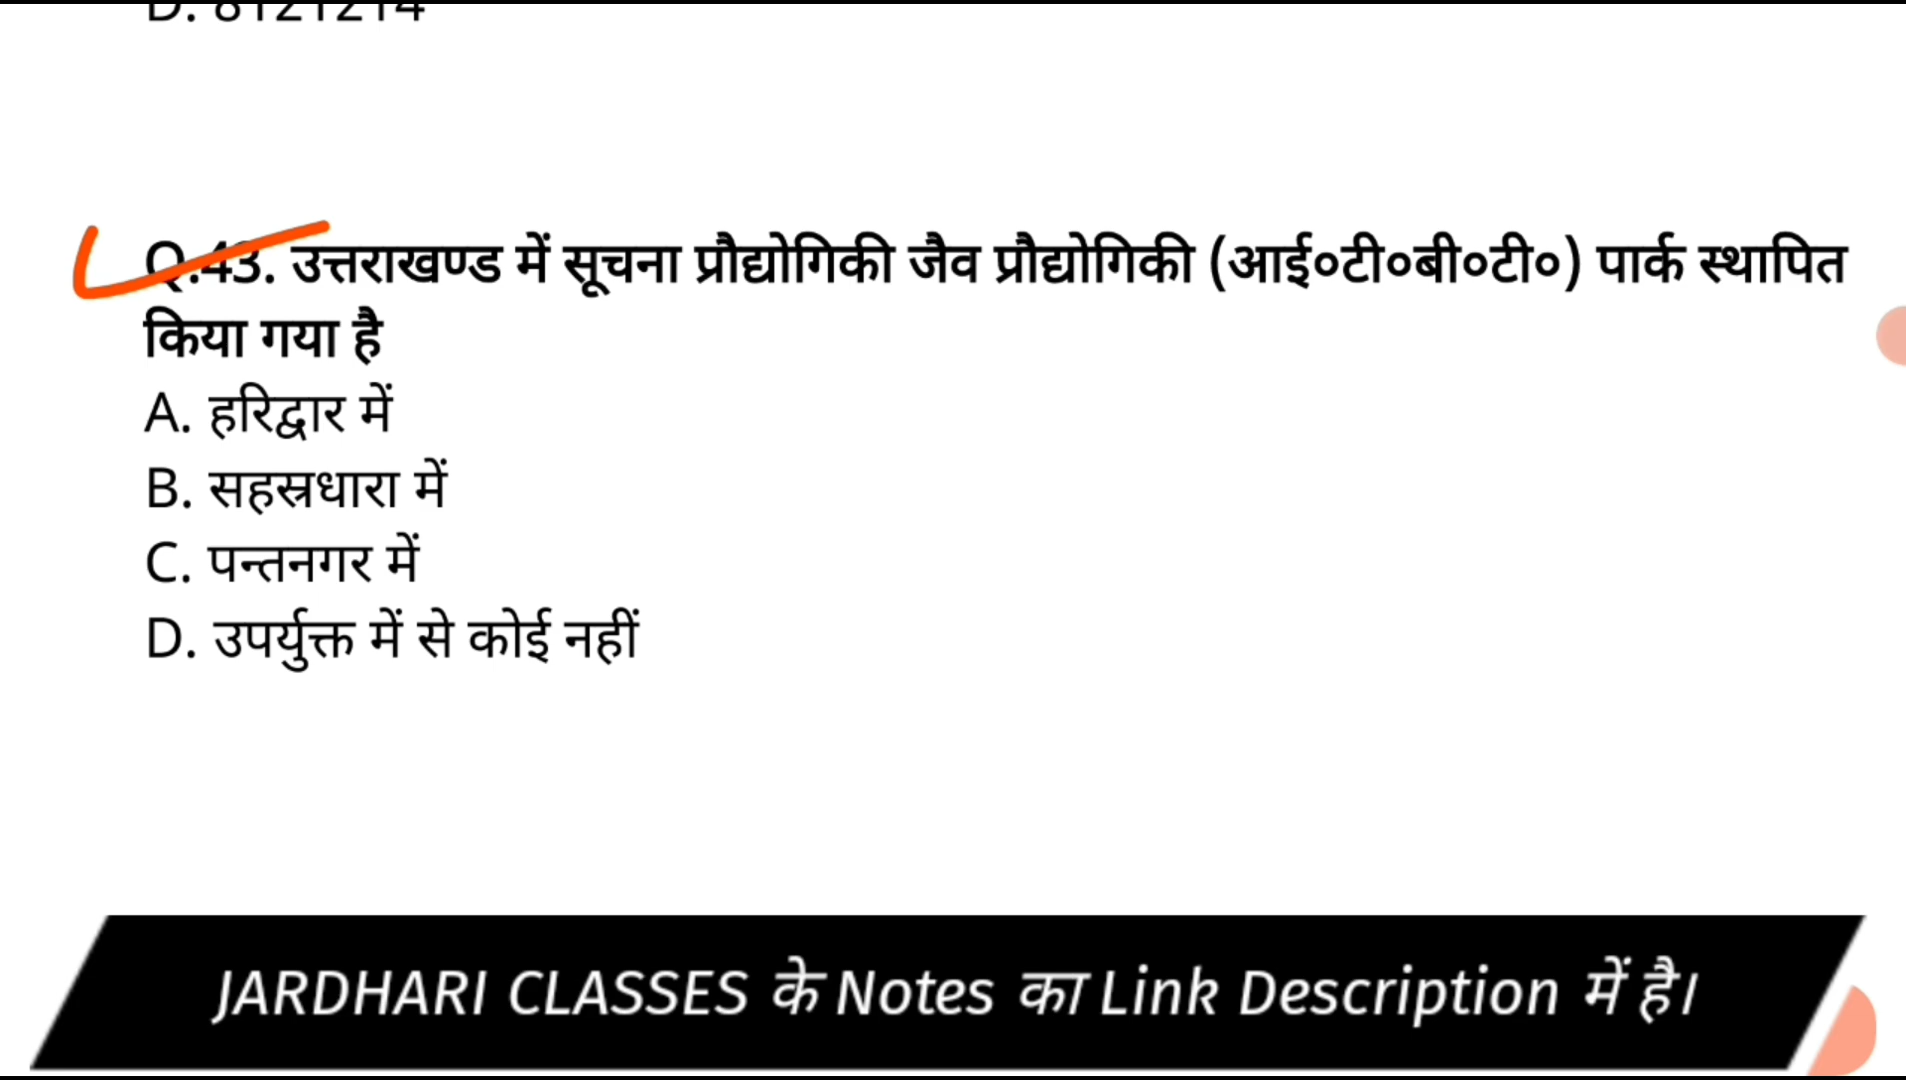 D. 8121214
Q.43. उत्तराखण्ड में सूचना प्रौद्योगिकी जैव प्रौद्योगिकी (आई०टी०बी०टी०) पार्क स्थापित
किया गया है
A. हरिद्वार में
B. सहस्रधारा में
C. पन्तनगर में
D. उपर्युक्त में से कोई नहीं
JARDHARI CLASSES के Notes का Link Description में है।